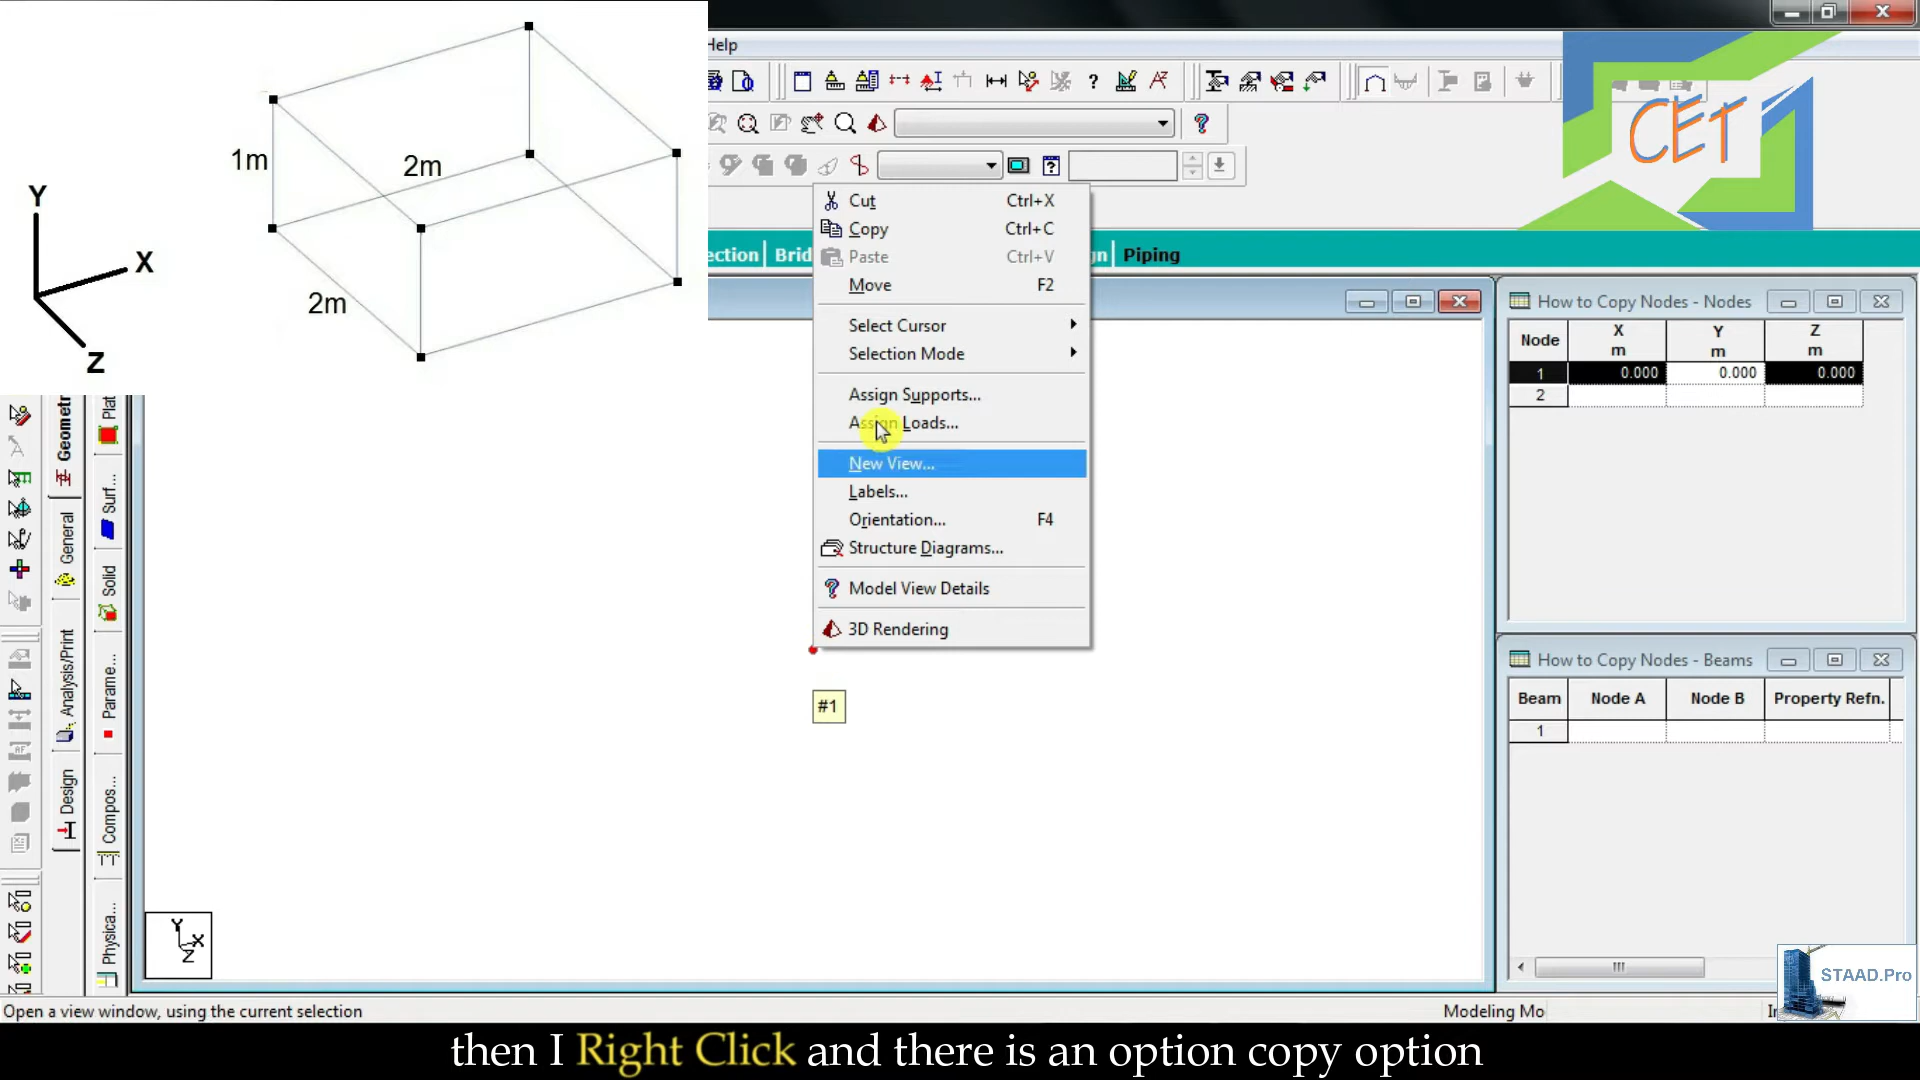 Help
1m
2m
2m
Y
X
Z
CET
ection
Brid
n
Piping
Cut Ctrl+X
Copy Ctrl+C
Paste Ctrl+V
Move F2
Select Cursor
Selection Mode
Assign Supports...
Assign Loads...
New View...
Labels...
Orientation... F4
Structure Diagrams...
Model View Details
3D Rendering
#1
How to Copy Nodes - Nodes
Node X m Y m Z m
1 0.000 0.000 0.000
2
How to Copy Nodes - Beams
Beam Node A Node B Property Refn.
1
Geometr
General
Analysis/Print
Design
Plat
Surf...
Solid
Parame...
Compos...
Physica...
Y
X
Z
STAAD.Pro
Open a view window, using the current selection
Modeling Mo
then I Right Click and there is an option copy option